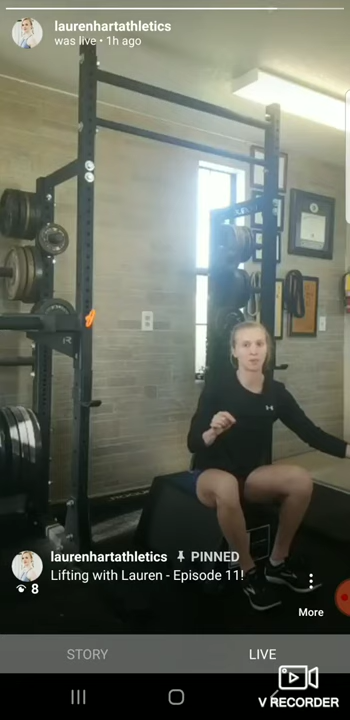 laurenhartathletics
was live • 1h ago
R
laurenhartathletics PINNED
Lifting with Lauren - Episode 11!
8
More
STORY
LIVE
V RECORDER